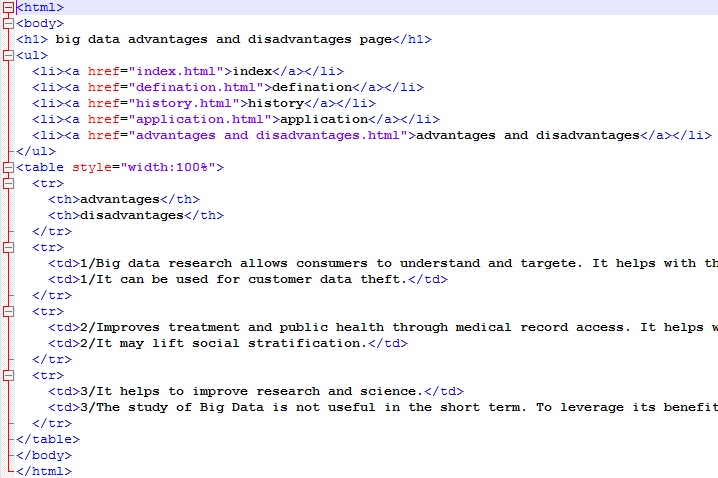 <html>
<body>
<h1> big data advantages and disadvantages page</h1>
<ul>
<li><a href="index.html">index</a></li>
<li><a href="defination.html">defination</a></li>
<li><a href="history.html">history</a></li>
<li><a href="application.html">application</a></li>
<li><a href="advantages and disadvantages.html">advantages and disadvantages</a></li>
</ul>
<table style="width:100%">
<tr>
<th>advantages</th>
<th>disadvantages</th>
</tr>
<tr>
<td>1/Big data research allows consumers to understand and targete. It helps with
<td>1/It can be used for customer data theft.</td>
</tr>
<tr>
<td>2/Improves treatment and public health through medical record access. It helps
<td>2/It may lift social stratification.</td>
</tr>
<tr>
<td>3/It helps to improve research and science.</td>
<td>3/The study of Big Data is not useful in the short term. To leverage its benefit
</tr>
</table>
</body>
</html>